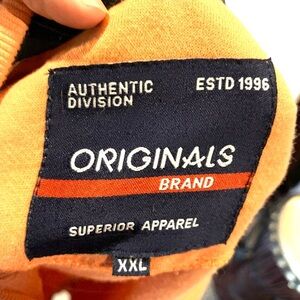 AUTHENTIC ESTD 1996
DIVISION
ORIGINALS
BRAND
SUPERIOR APPAREL
XXL